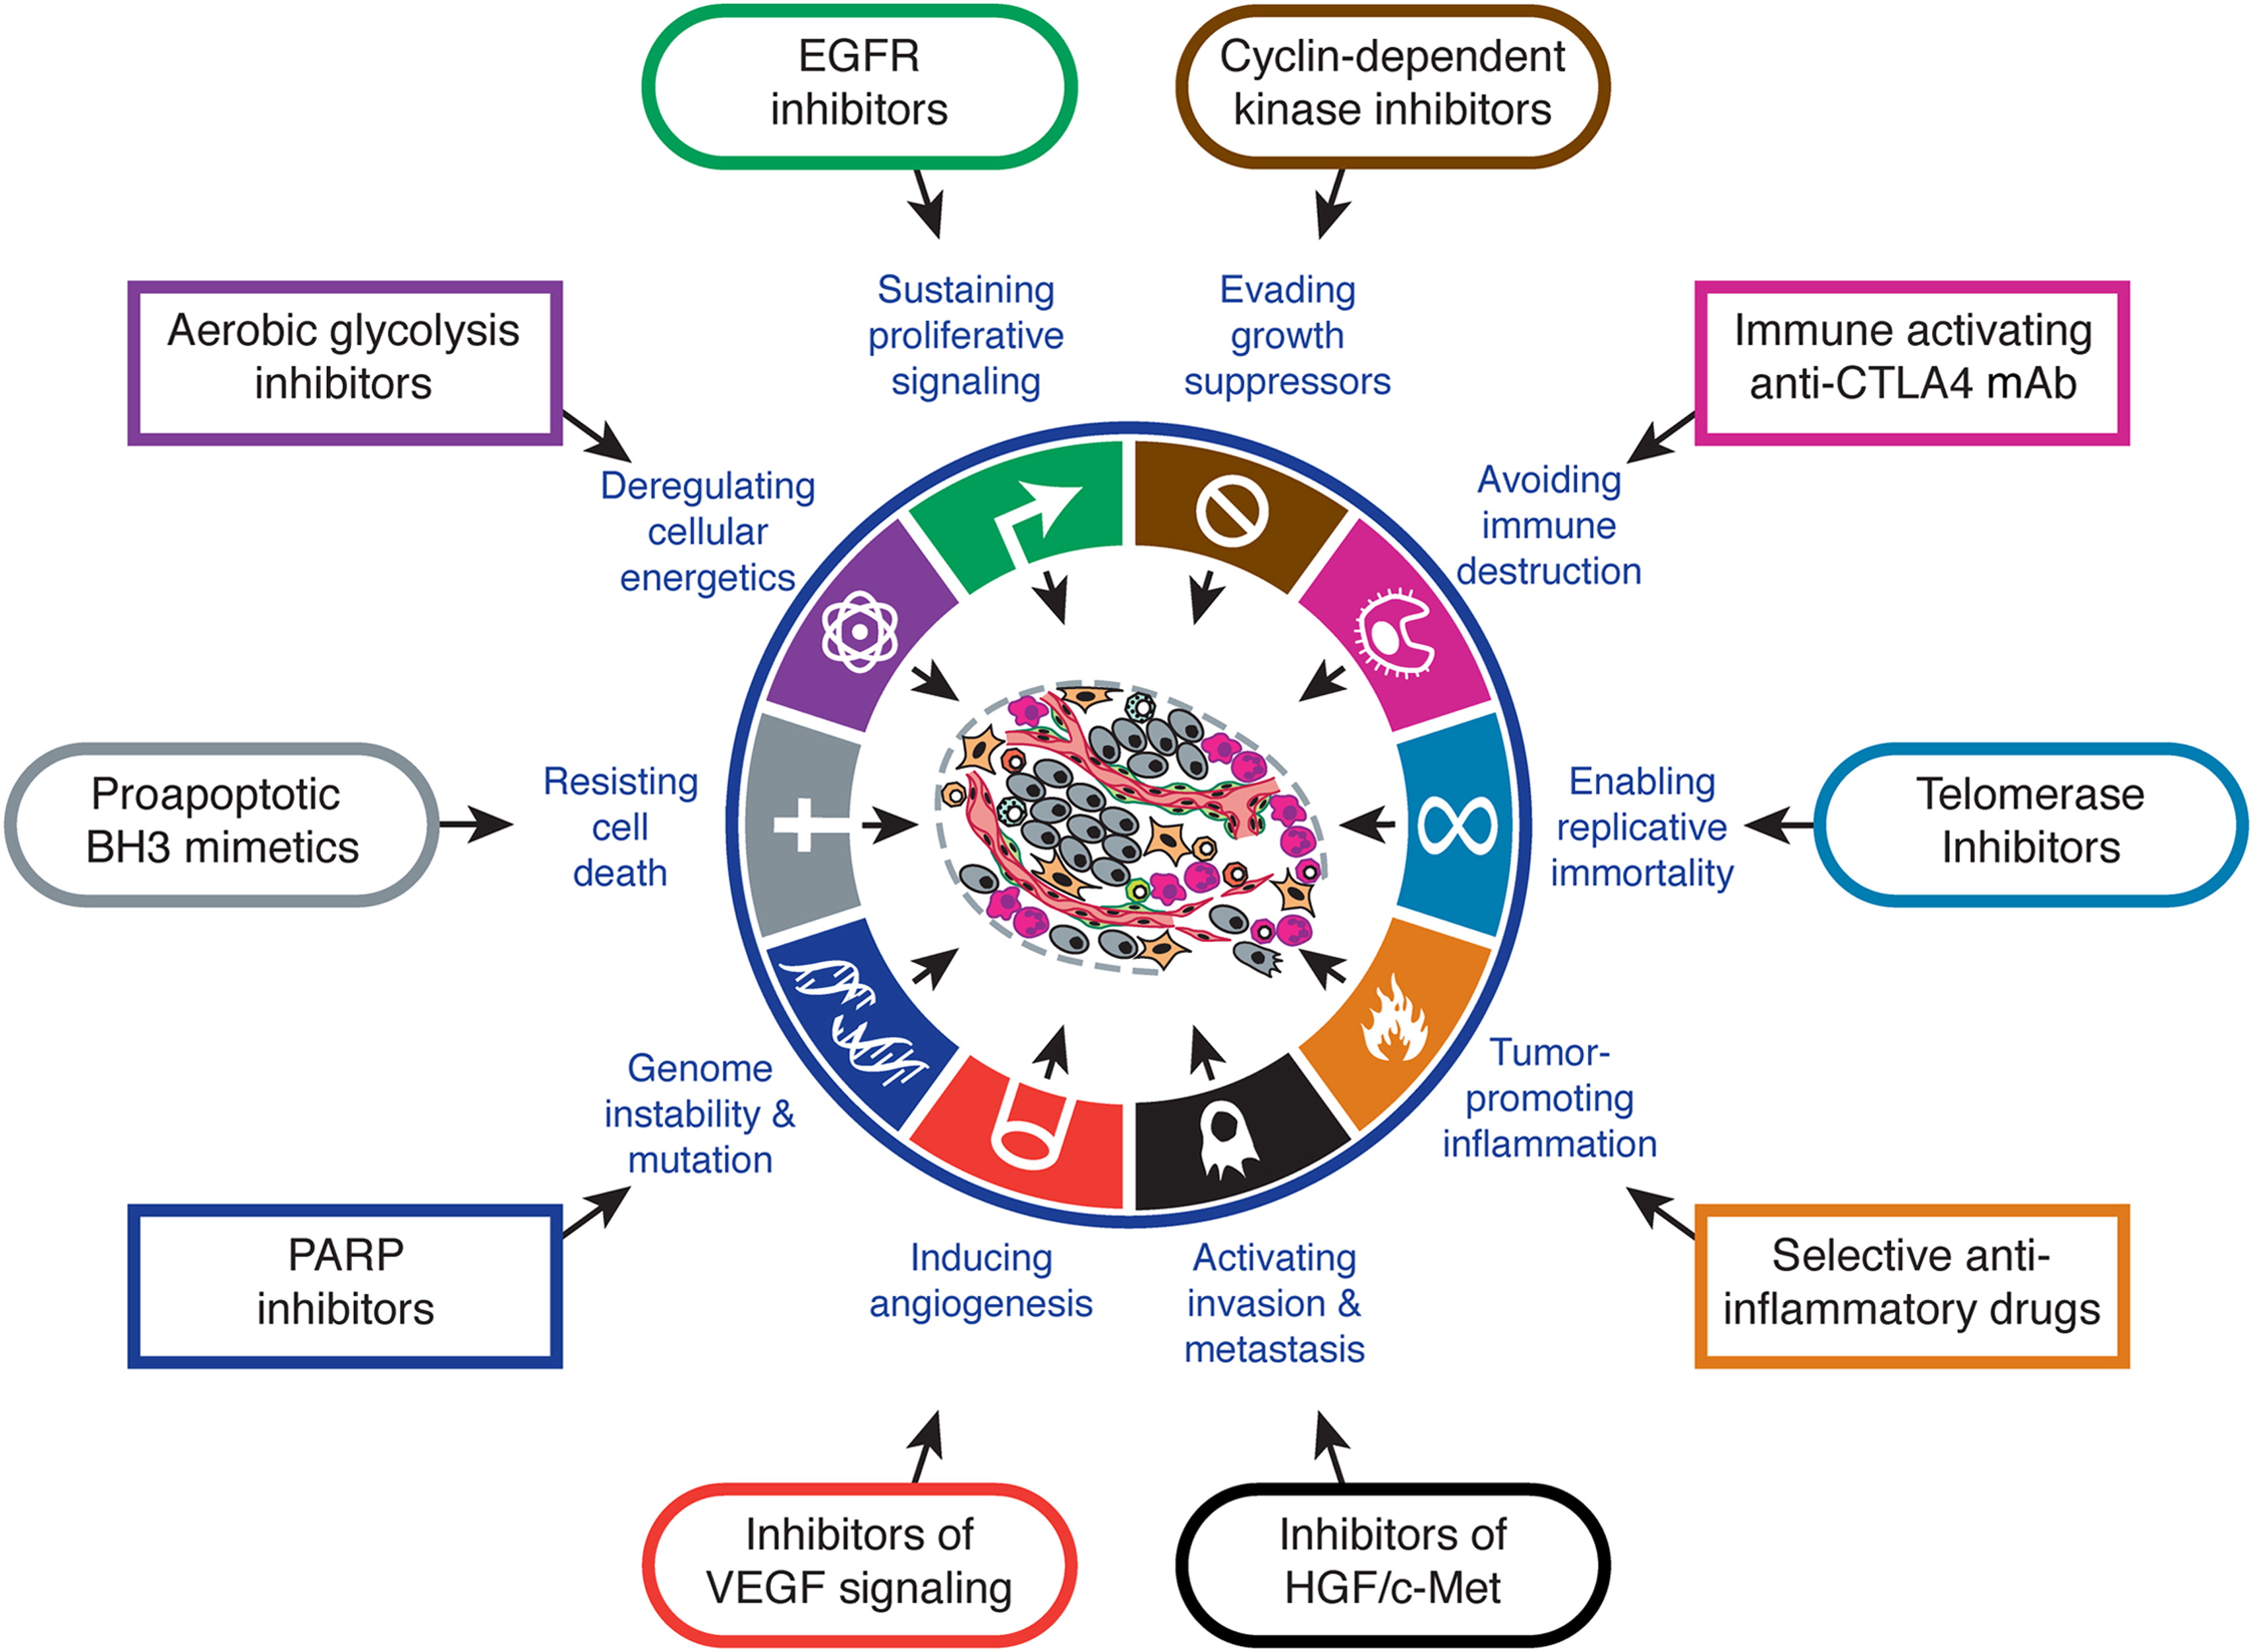 EGFR
inhibitors
Cyclin-dependent
kinase inhibitors
Sustaining
proliferative
signaling
Evading
growth
suppressors
Aerobic glycolysis
inhibitors
Immune activating
anti-CTLA4 mAb
Deregulating
cellular
energetics
Avoiding
immune
destruction
Proapoptotic
BH3 mimetics
Resisting
cell
death
Enabling
replicative
immortality
Telomerase
Inhibitors
Genome
instability &
mutation
Tumor-
promoting
inflammation
PARP
inhibitors
Inducing
angiogenesis
Activating
invasion &
metastasis
Selective anti-
inflammatory drugs
Inhibitors of
VEGF signaling
Inhibitors of
HGF/c-Met